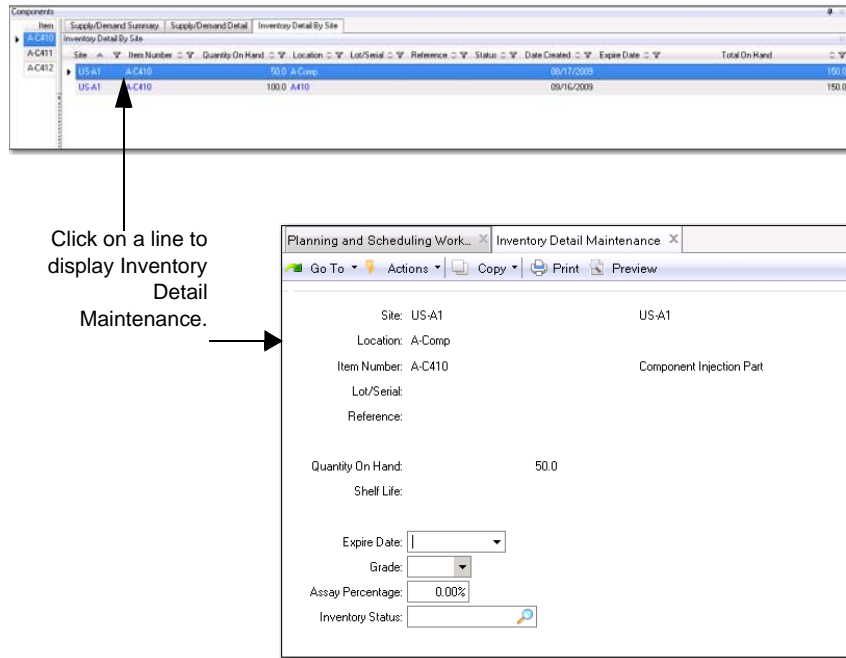 Components
Item Supply/Demand Summary Supply/Demand Detail Inventory Detail By Site
A-C410 Inventory Detail By Site
A-C411 Site Item Number Quantity On Hand Location Lot/Serial Reference Status Date Created Expire Date Total On Hand
A-C412 US-A1 A-C410 50.0 A-Comp 08/17/2009 150.0
US-A1 A-C410 100.0 A410 09/16/2009 150.0
Click on a line to
display Inventory
Detail
Maintenance.
Planning and Scheduling Work... Inventory Detail Maintenance
Go To Actions Copy Print Preview
Site: US-A1 US-A1
Location: A-Comp
Item Number: A-C410 Component Injection Part
Lot/Serial:
Reference:
Quantity On Hand: 50.0
Shelf Life:
Expire Date:
Grade:
Assay Percentage: 0.00%
Inventory Status: